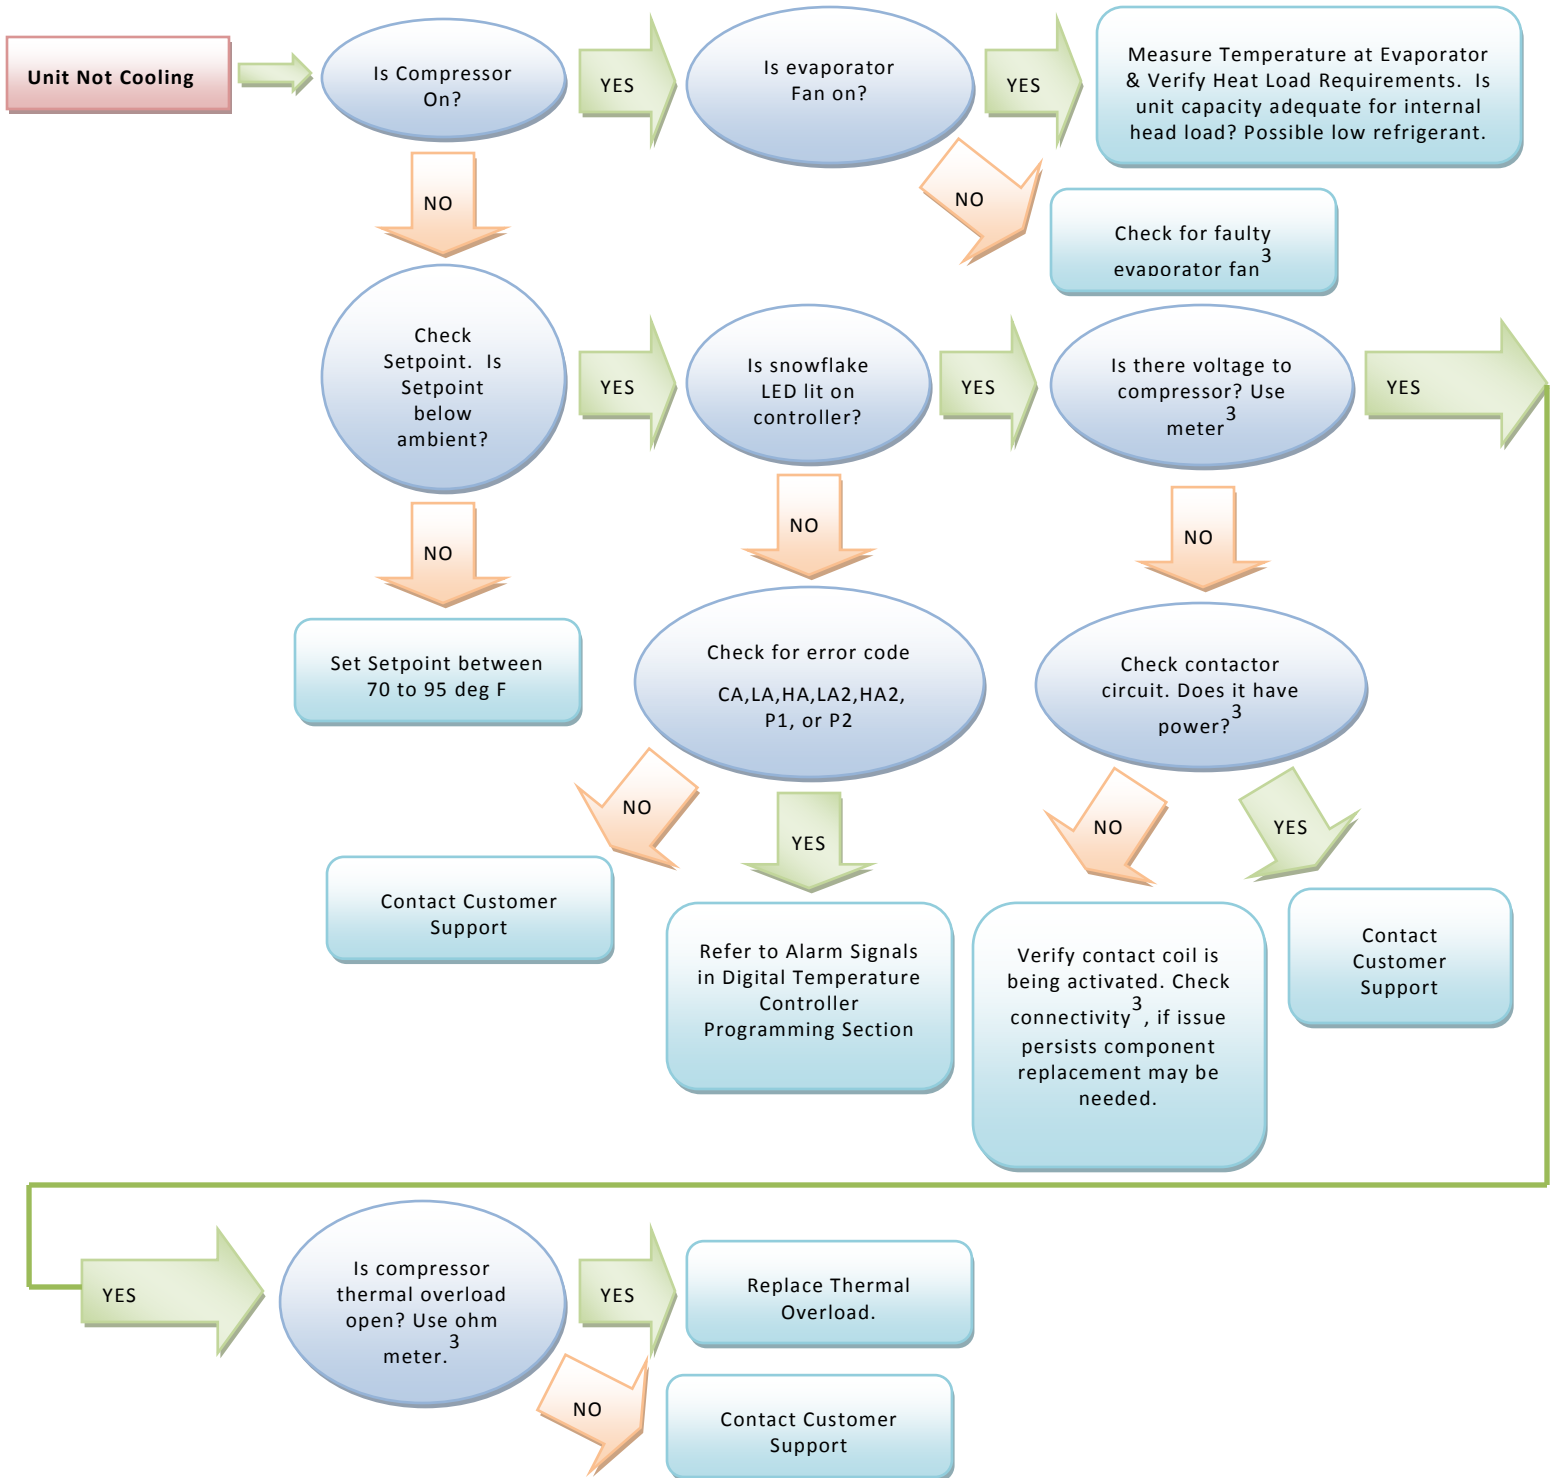 Unit Not Cooling
Is Compressor
On?
YES
Is evaporator
Fan on?
YES
Measure Temperature at Evaporator
& Verify Heat Load Requirements. Is
unit capacity adequate for internal
head load? Possible low refrigerant.
NO
NO
Check for faulty
evaporator fan3
Check
Setpoint. Is
Setpoint
below
ambient?
YES
Is snowflake
LED lit on
controller?
YES
Is there voltage to
compressor? Use
meter3
YES
NO
NO
NO
Set Setpoint between
70 to 95 deg F
Check for error code
CA,LA,HA,LA2,HA2,
P1, or P2
Check contactor
circuit. Does it have
power?3
NO
YES
NO
YES
Contact Customer
Support
Refer to Alarm Signals
in Digital Temperature
Controller
Programming Section
Verify contact coil is
being activated. Check
connectivity3, if issue
persists component
replacement may be
needed.
Contact
Customer
Support
YES
Is compressor
thermal overload
open? Use ohm
meter.3
YES
Replace Thermal
Overload.
NO
Contact Customer
Support